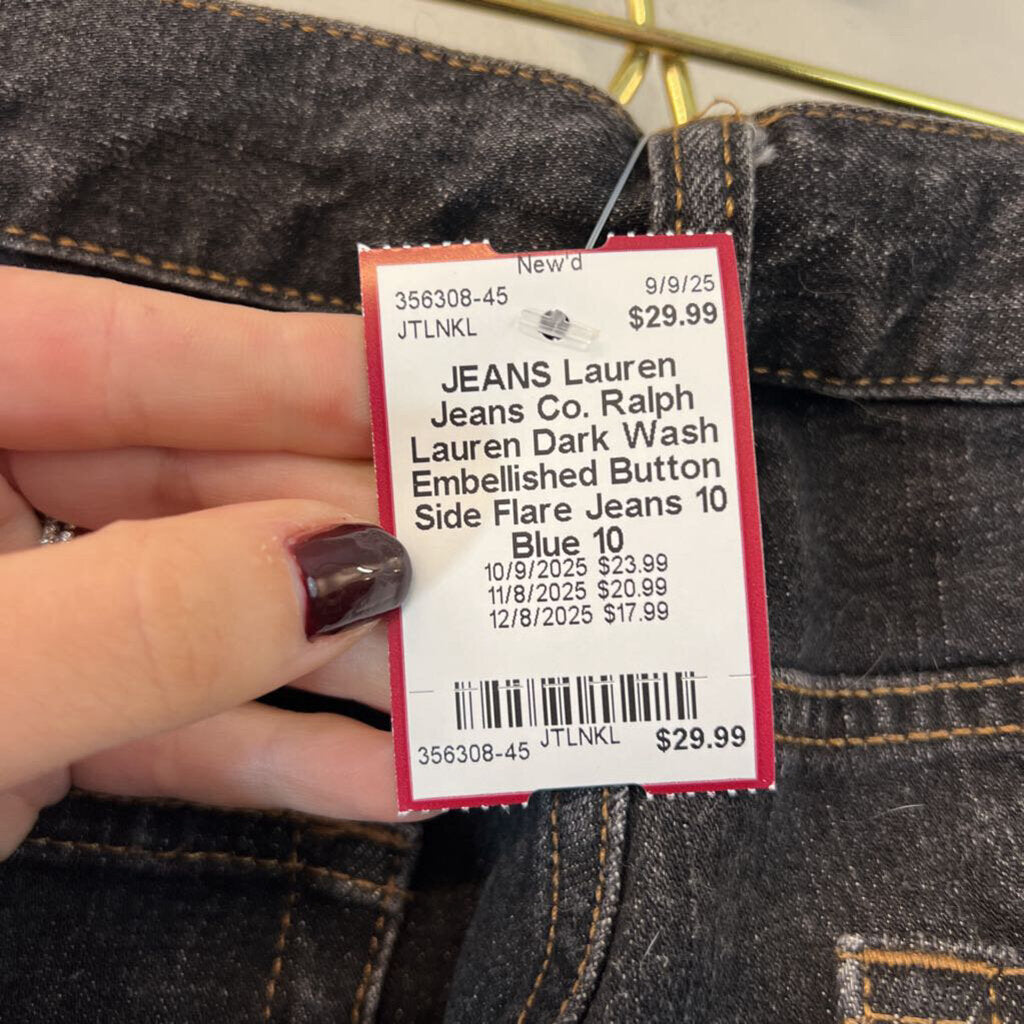 New'd
356308-45 9/9/25
JTLNKL $29.99
JEANS Lauren
Jeans Co. Ralph
Lauren Dark Wash
Embellished Button
Side Flare Jeans 10
Blue 10
10/9/2025 $23.99
11/8/2025 $20.99
12/8/2025 $17.99
356308-45 JTLNKL $29.99